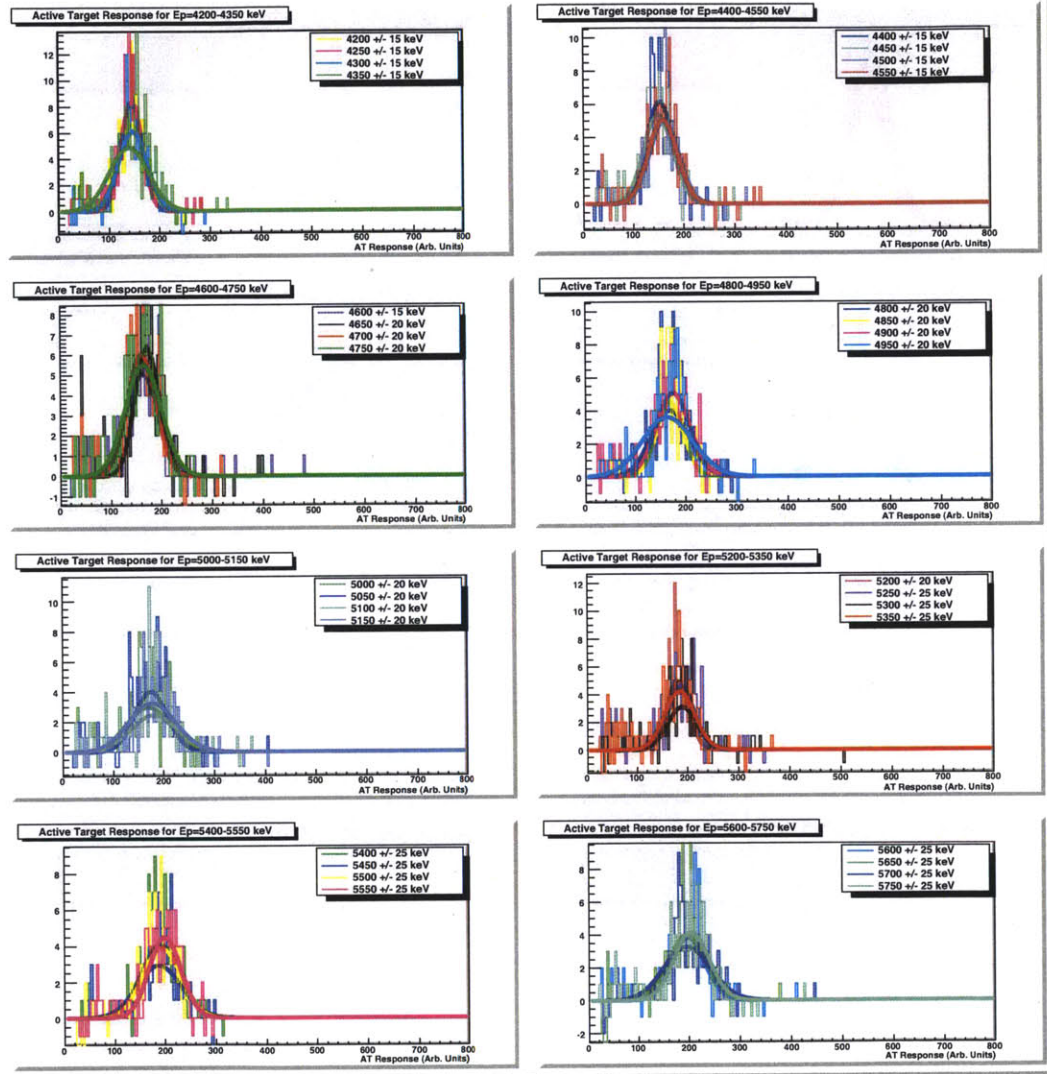 Active Target Response for Ep=4200-4350 keV
4200 +/- 15 keV
4250 +/- 15 keV
4300 +/- 15 keV
4350 +/- 15 keV
12
10
8
6
4
2
0
0 100 200 300 400 500 600 700 800
AT Response (Arb. Units)
Active Target Response for Ep=4400-4550 keV
4400 +/- 15 keV
4450 +/- 15 keV
4500 +/- 15 keV
4550 +/- 15 keV
10
8
6
4
2
0
0 100 200 300 400 500 600 700 800
AT Response (Arb. Units)
Active Target Response for Ep=4600-4750 keV
4600 +/- 15 keV
4650 +/- 20 keV
4700 +/- 20 keV
4750 +/- 20 keV
8
7
6
5
4
3
2
1
0
-1
0 100 200 300 400 500 600 700 800
AT Response (Arb. Units)
Active Target Response for Ep=4800-4950 keV
4800 +/- 20 keV
4850 +/- 20 keV
4900 +/- 20 keV
4950 +/- 20 keV
10
8
6
4
2
0
0 100 200 300 400 500 600 700 800
AT Response (Arb. Units)
Active Target Response for Ep=5000-5150 keV
5000 +/- 20 keV
5050 +/- 20 keV
5100 +/- 20 keV
5150 +/- 20 keV
10
8
6
4
2
0
0 100 200 300 400 500 600 700 800
AT Response (Arb. Units)
Active Target Response for Ep=5200-5350 keV
5200 +/- 20 keV
5250 +/- 25 keV
5300 +/- 25 keV
5350 +/- 25 keV
12
10
8
6
4
2
0
0 100 200 300 400 500 600 700 800
AT Response (Arb. Units)
Active Target Response for Ep=5400-5550 keV
5400 +/- 25 keV
5450 +/- 25 keV
5500 +/- 25 keV
5550 +/- 25 keV
8
6
4
2
0
0 100 200 300 400 500 600 700 800
AT Response (Arb. Units)
Active Target Response for Ep=5600-5750 keV
5600 +/- 25 keV
5650 +/- 25 keV
5700 +/- 25 keV
5750 +/- 25 keV
8
6
4
2
0
-2
0 100 200 300 400 500 600 700 800
AT Response (Arb. Units)